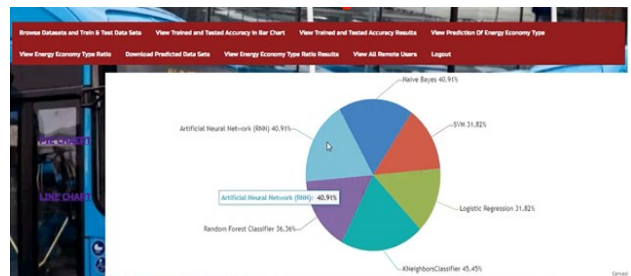 Browse Datasets and Train & Test Data Sets View Trained and Tested Accuracy in Bar Chart View Trained and Tested Accuracy Results View Prediction Of Energy Economy Type
View Energy Economy Type Ratio Download Predicted Data Sets View Energy Economy Type Ratio Results View All Remote Users Logout
Naive Bayes 40.91%
Artificial Neural Network (RNN) 40.91%
SVM 31.82%
PIE CHART
LINE CHART
Artificial Neural Network (RNN): 40.91%
Logistic Regression 31.82%
Random Forest Classifier 36.36%
KNeighborsClassifier 45.45%